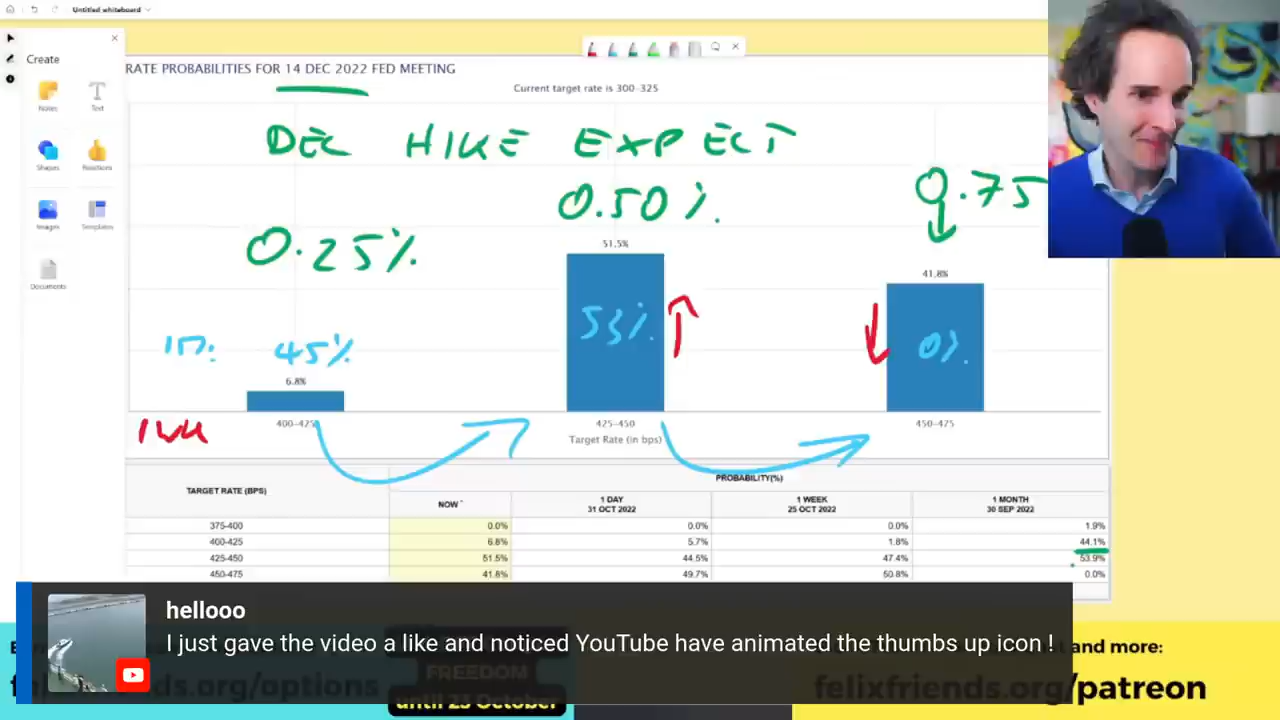 Untitled whiteboard
Create
Notes
Text
Shapes
Reactions
Images
Templates
Documents
RATE PROBABILITIES FOR 14 DEC 2022 FED MEETING
Current target rate is 300-325
DEC HIKE EXPECT
0.25%
0.50%
0.75
51.5%
41.8%
6.8%
45%
53%
0%
400-425
425-450
450-475
Target Rate (in bps)
PROBABILITY(%)
TARGET RATE (BPS)
NOW *
1 DAY
31 OCT 2022
1 WEEK
25 OCT 2022
1 MONTH
30 SEP 2022
375-400 0.0% 0.0% 0.0% 1.9%
400-425 6.8% 5.7% 1.8% 44.1%
425-450 51.5% 44.5% 47.4% 53.9%
450-475 41.8% 49.7% 50.8% 0.0%
hellooo
I just gave the video a like and noticed YouTube have animated the thumbs up icon !
and more:
FREEDOM
until 23 October
felixfriends.org/options
felixfriends.org/patreon